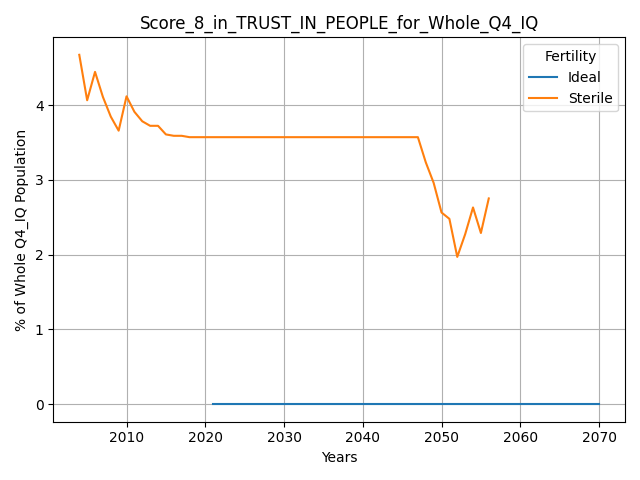 Score_8_in_TRUST_IN_PEOPLE_for_Whole_Q4_IQ
Fertility
Ideal
Sterile
% of Whole Q4_IQ Population
4
3
2
1
0
2010 2020 2030 2040 2050 2060 2070
Years